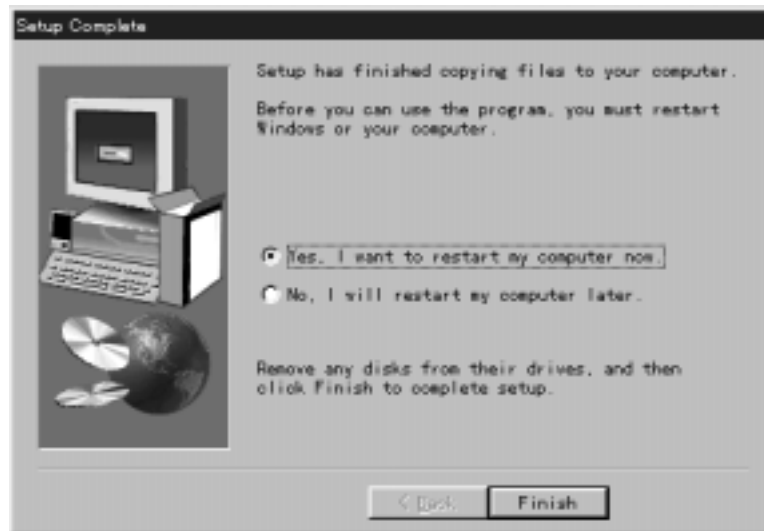 Setup Complete
Setup has finished copying files to your computer.
Before you can use the program, you must restart
Windows or your computer.
Yes, I want to restart my computer now.
No, I will restart my computer later.
Remove any disks from their drives, and then
click Finish to complete setup.
< Back
Finish